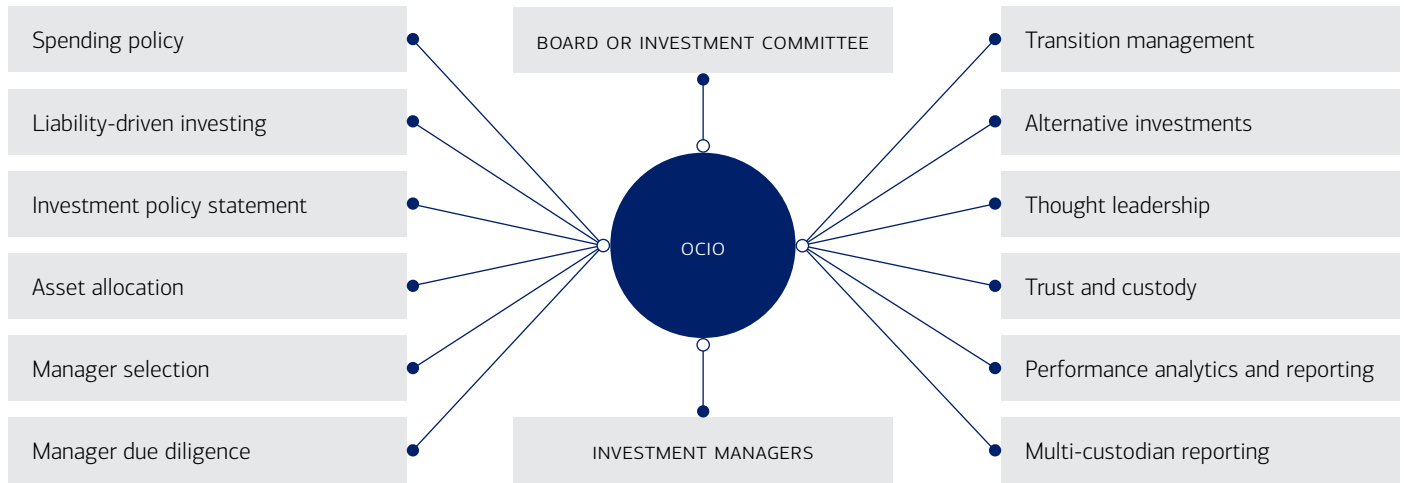 Spending policy
Liability-driven investing
Investment policy statement
Asset allocation
Manager selection
Manager due diligence
BOARD OR INVESTMENT COMMITTEE
OCIO
INVESTMENT MANAGERS
Transition management
Alternative investments
Thought leadership
Trust and custody
Performance analytics and reporting
Multi-custodian reporting